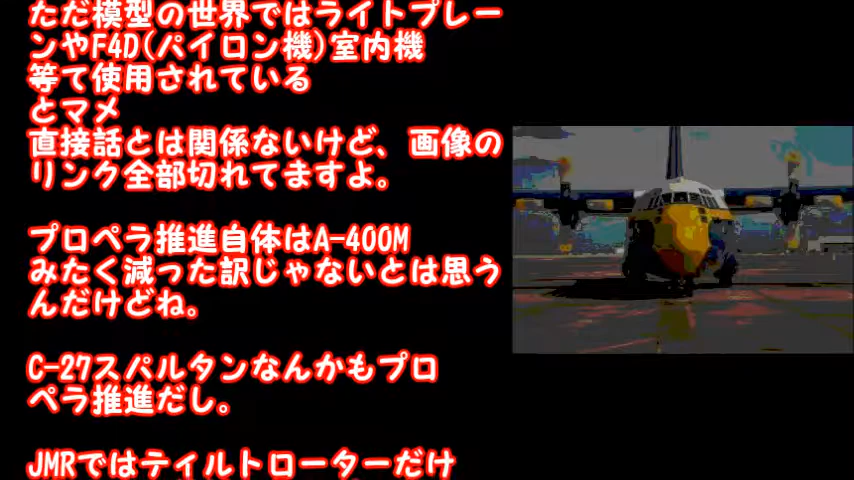 ただ模型の世界ではライトプレー
ンやF4D(パイロン機)室内機
等で使用されている
とマメ
直接話とは関係ないけど、画像の
リンク全部切れてますよ。
プロペラ推進自体はA-400M
みたく減った訳じゃないとは思う
んだけどね。
C-27スパルタンなんかもプロ
ペラ推進だし。
JMRではティルトローターだけ